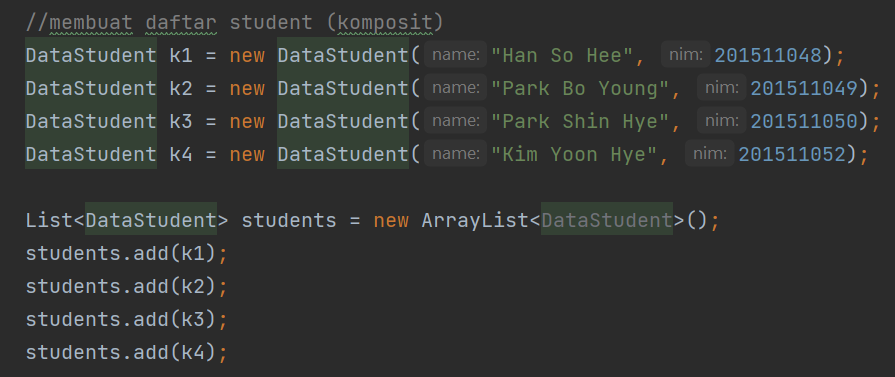 //membuat daftar student (komposit)
DataStudent k1 = new DataStudent( name: "Han So Hee", nim: 201511048);
DataStudent k2 = new DataStudent( name: "Park Bo Young", nim: 201511049);
DataStudent k3 = new DataStudent( name: "Park Shin Hye", nim: 201511050);
DataStudent k4 = new DataStudent( name: "Kim Yoon Hye", nim: 201511052);
List<DataStudent> students = new ArrayList<DataStudent>();
students.add(k1);
students.add(k2);
students.add(k3);
students.add(k4);